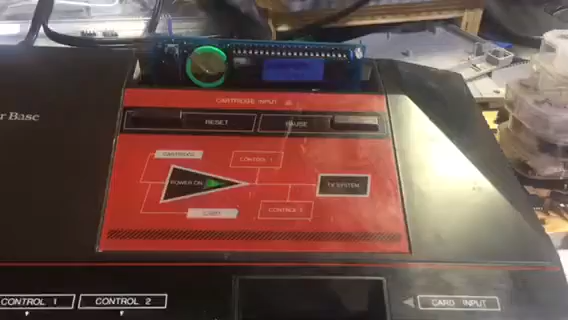 r Base
CARTRIDGE INPUT
RESET
PAUSE
CARTRIDGE
CONTROL 1
POWER ON
TV SYSTEM
CARD
CONTROL 2
CONTROL 1
CONTROL 2
CARD INPUT